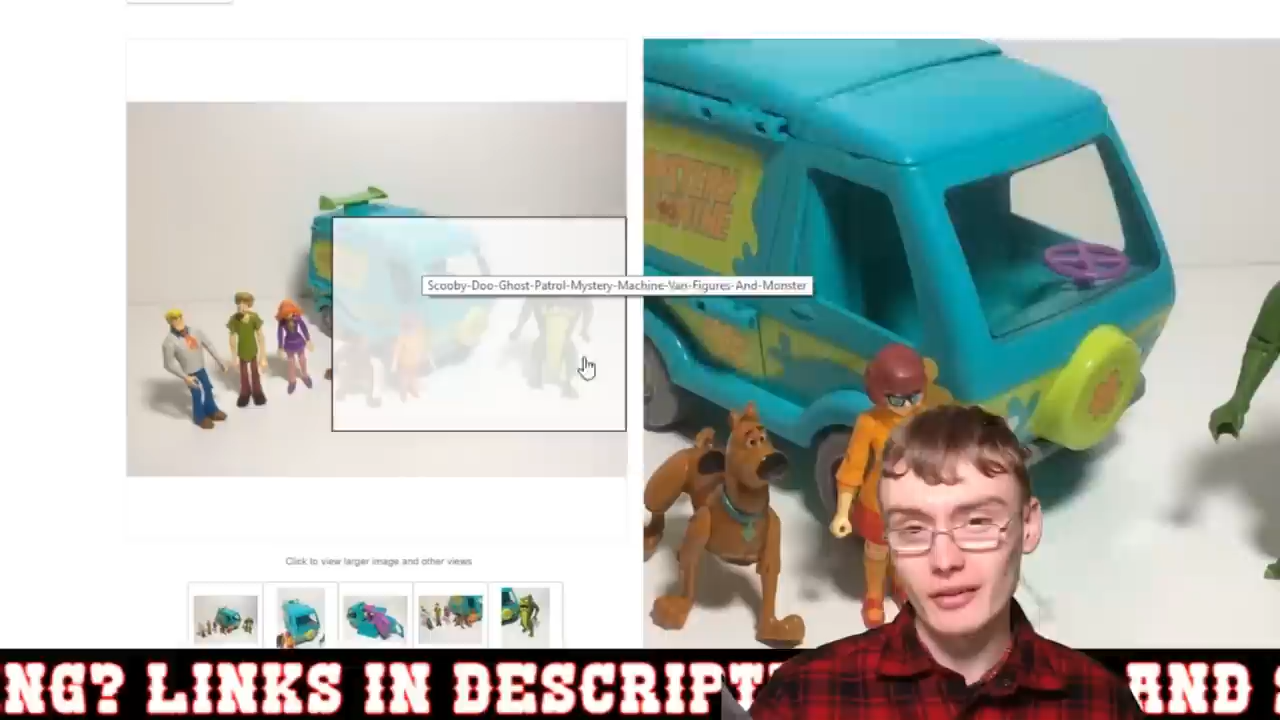 Scooby-Doo-Ghost-Patrol-Mystery-Machine-Van-Figures-And-Monster
Click to view larger image and other views
NG? LINKS IN DESCRIPT
AND